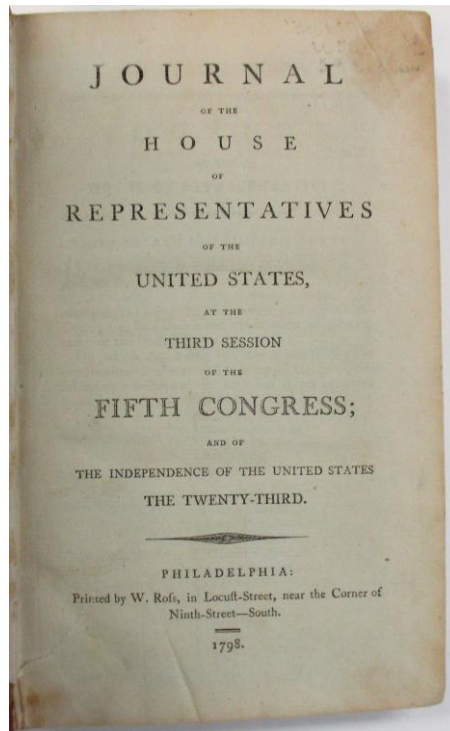 JOURNAL
OF THE
HOUSE
OF
REPRESENTATIVES
OF THE
UNITED STATES,
AT THE
THIRD SESSION
OF THE
FIFTH CONGRESS;
AND OF
THE INDEPENDENCE OF THE UNITED STATES
THE TWENTY-THIRD.
PHILADELPHIA:
Printed by W. Roſs, in Locuſt-Street, near the Corner of
Ninth-Street—South.
1798.